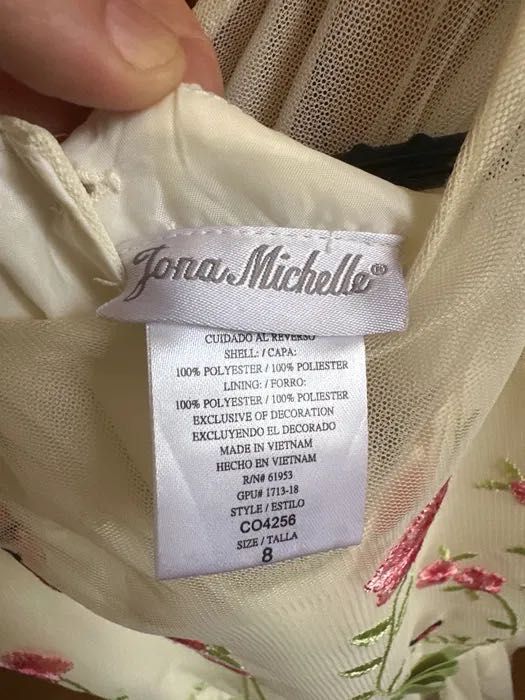 Jona Michelle®
CUIDADO AL REVERSO
SHELL: / CAPA:
100% POLYESTER / 100% POLIESTER
LINING: / FORRO:
100% POLYESTER / 100% POLIESTER
EXCLUSIVE OF DECORATION
EXCLUYENDO EL DECORADO
MADE IN VIETNAM
HECHO EN VIETNAM
R/N# 61953
GPU# 1713-18
STYLE / ESTILO
CO4256
SIZE / TALLA
8